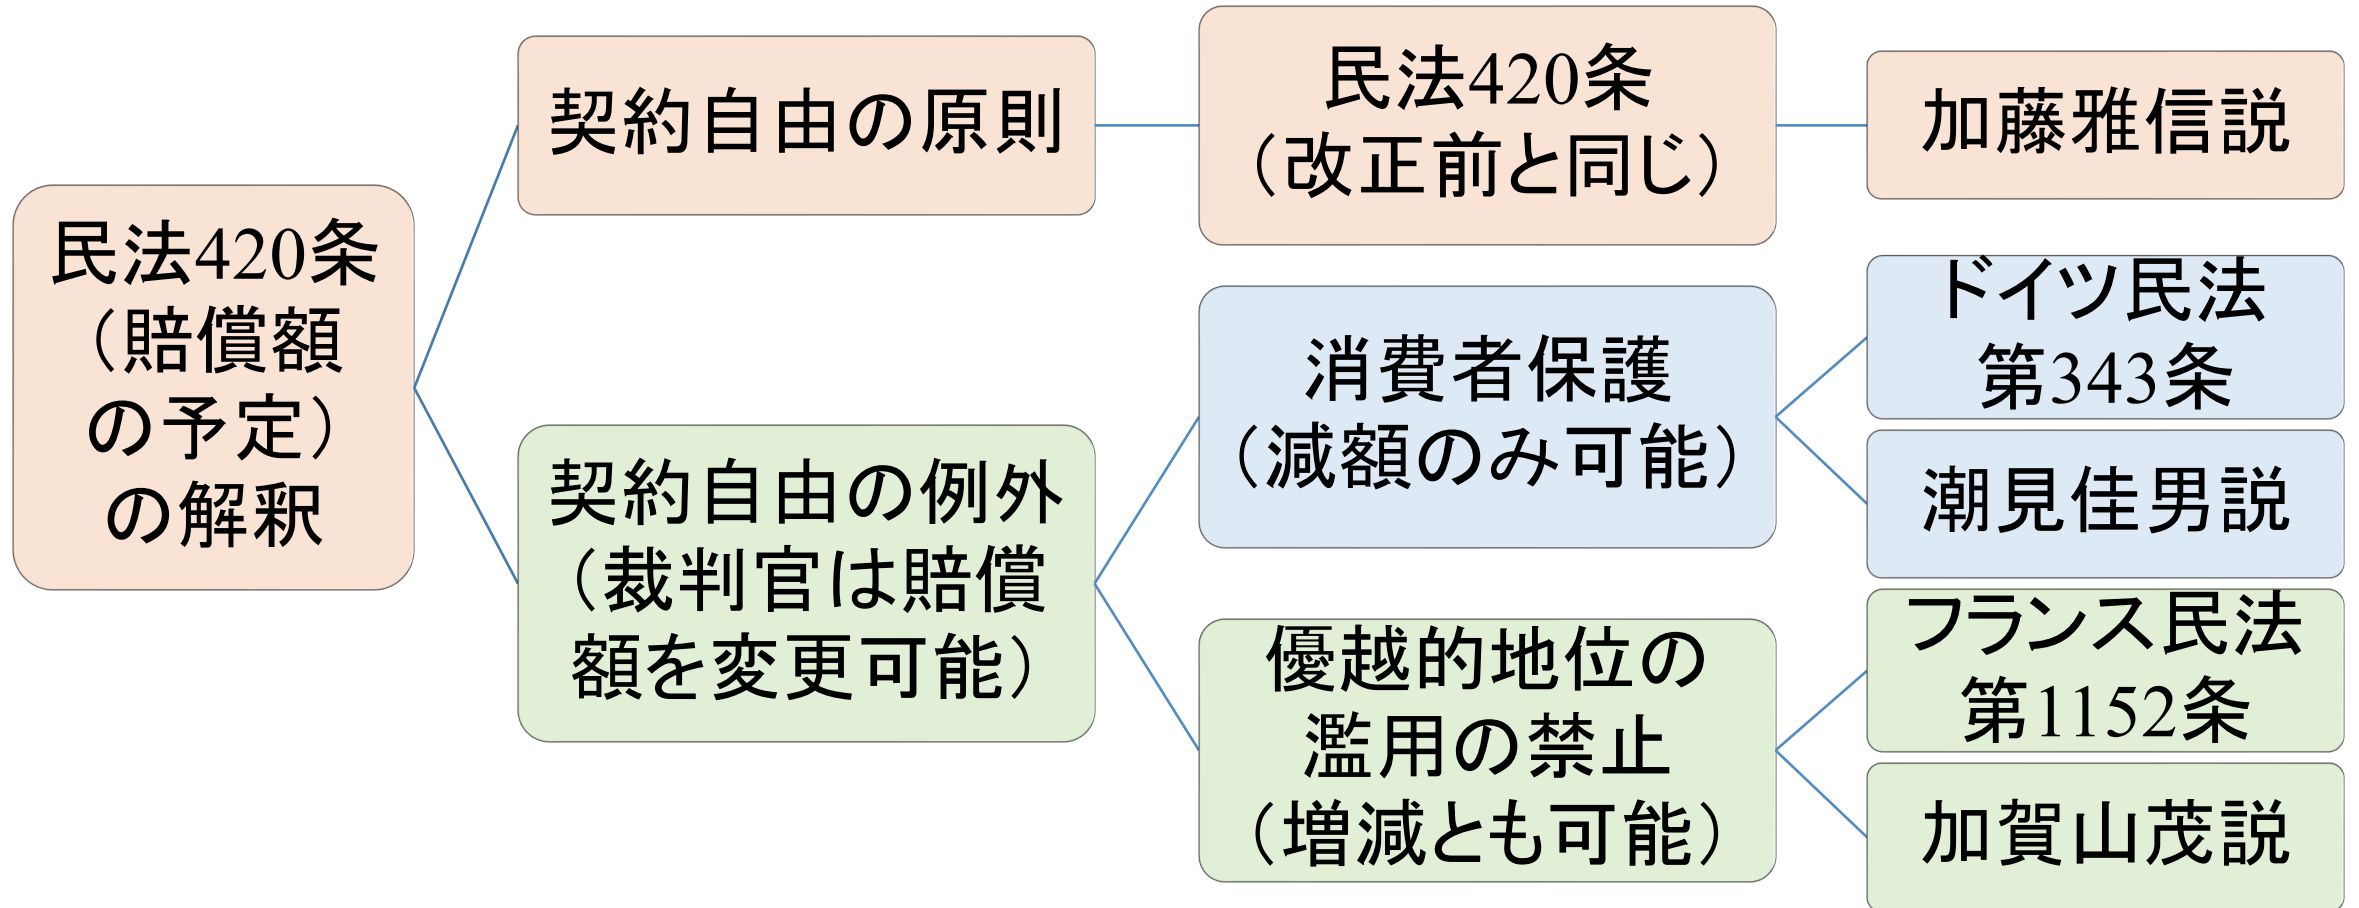 民法420条
（賠償額
の予定）
の解釈
契約自由の原則
民法420条
（改正前と同じ）
加藤雅信説
契約自由の例外
（裁判官は賠償
額を変更可能）
消費者保護
（減額のみ可能）
ドイツ民法
第343条
潮見佳男説
優越的地位の
濫用の禁止
（増減とも可能）
フランス民法
第1152条
加賀山茂説